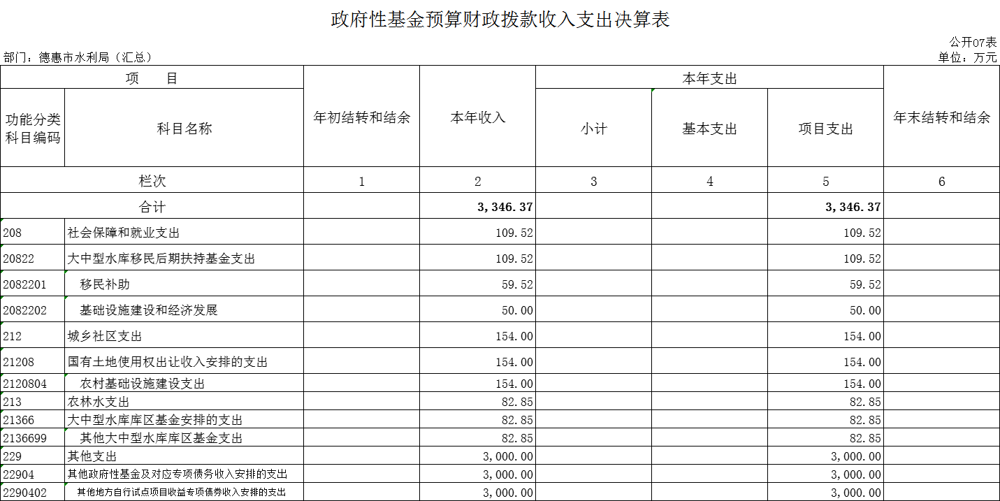 政府性基金预算财政拨款收入支出决算表
公开07表
部门：德惠市水利局（汇总） 单位：万元
项 目 年初结转和结余 本年收入 本年支出 年末结转和结余
功能分类科目编码 科目名称 小计 基本支出 项目支出
栏次 1 2 3 4 5 6
合计 3,346.37 3,346.37
208 社会保障和就业支出 109.52 109.52
20822 大中型水库移民后期扶持基金支出 109.52 109.52
2082201 移民补助 59.52 59.52
2082202 基础设施建设和经济发展 50.00 50.00
212 城乡社区支出 154.00 154.00
21208 国有土地使用权出让收入安排的支出 154.00 154.00
2120804 农村基础设施建设支出 154.00 154.00
213 农林水支出 82.85 82.85
21366 大中型水库库区基金安排的支出 82.85 82.85
2136699 其他大中型水库库区基金支出 82.85 82.85
229 其他支出 3,000.00 3,000.00
22904 其他政府性基金及对应专项债务收入安排的支出 3,000.00 3,000.00
2290402 其他地方自行试点项目收益专项债券收入安排的支出 3,000.00 3,000.00